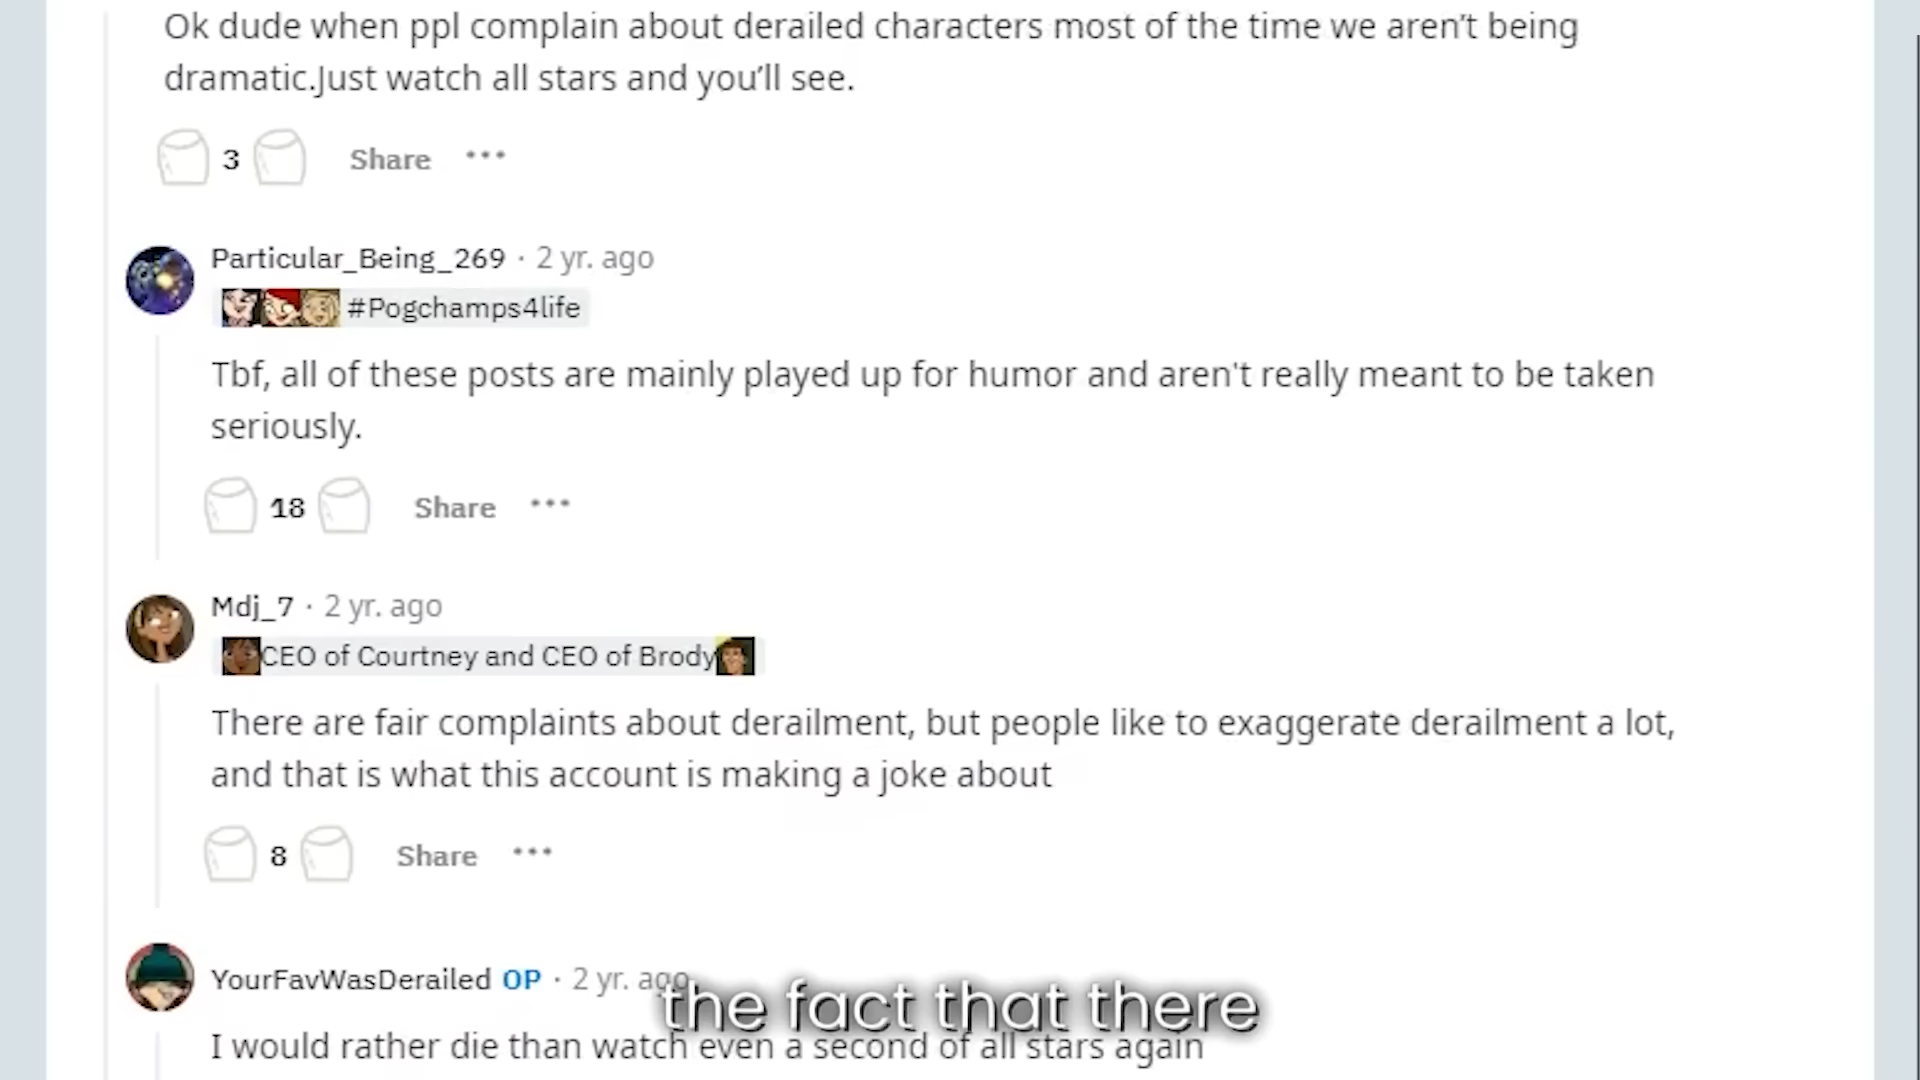 Ok dude when ppl complain about derailed characters most of the time we aren’t being
dramatic.Just watch all stars and you’ll see.
3 Share •••
Particular_Being_269 · 2 yr. ago
#Pogchamps4life
Tbf, all of these posts are mainly played up for humor and aren't really meant to be taken
seriously.
18 Share •••
Mdj_7 · 2 yr. ago
CEO of Courtney and CEO of Brody
There are fair complaints about derailment, but people like to exaggerate derailment a lot,
and that is what this account is making a joke about
8 Share •••
YourFavWasDerailed OP · 2 yr. ago
the fact that there
I would rather die than watch even a second of all stars again